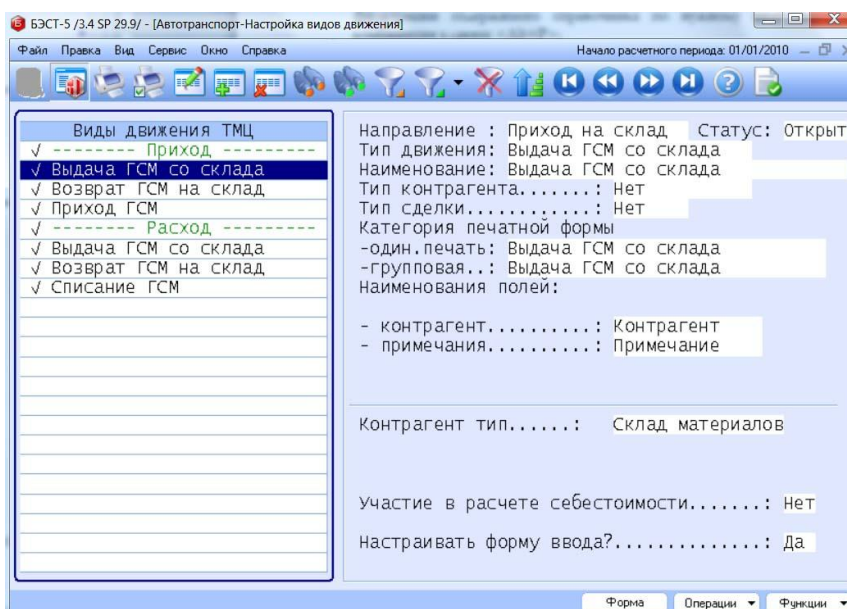 БЭСТ-5 /3.4 SP 29.9/ - [Автотранспорт-Настройка видов движения]
Файл Правка Вид Сервис Окно Справка Начало расчетного периода: 01/01/2010
Виды движения ТМЦ
√ -------- Приход ---------
√ Выдача ГСМ со склада
√ Возврат ГСМ на склад
√ Приход ГСМ
√ -------- Расход ---------
√ Выдача ГСМ со склада
√ Возврат ГСМ на склад
√ Списание ГСМ
Направление : Приход на склад Статус: Открыт
Тип движения: Выдача ГСМ со склада
Наименование: Выдача ГСМ со склада
Тип контрагента.......: Нет
Тип сделки............: Нет
Категория печатной формы
-один.печать: Выдача ГСМ со склада
-групповая..: Выдача ГСМ со склада
Наименования полей:
- контрагент..........: Контрагент
- примечания..........: Примечание
Контрагент тип......: Склад материалов
Участие в расчете себестоимости.......: Нет
Настраивать форму ввода?..............: Да
Форма Операции Функции